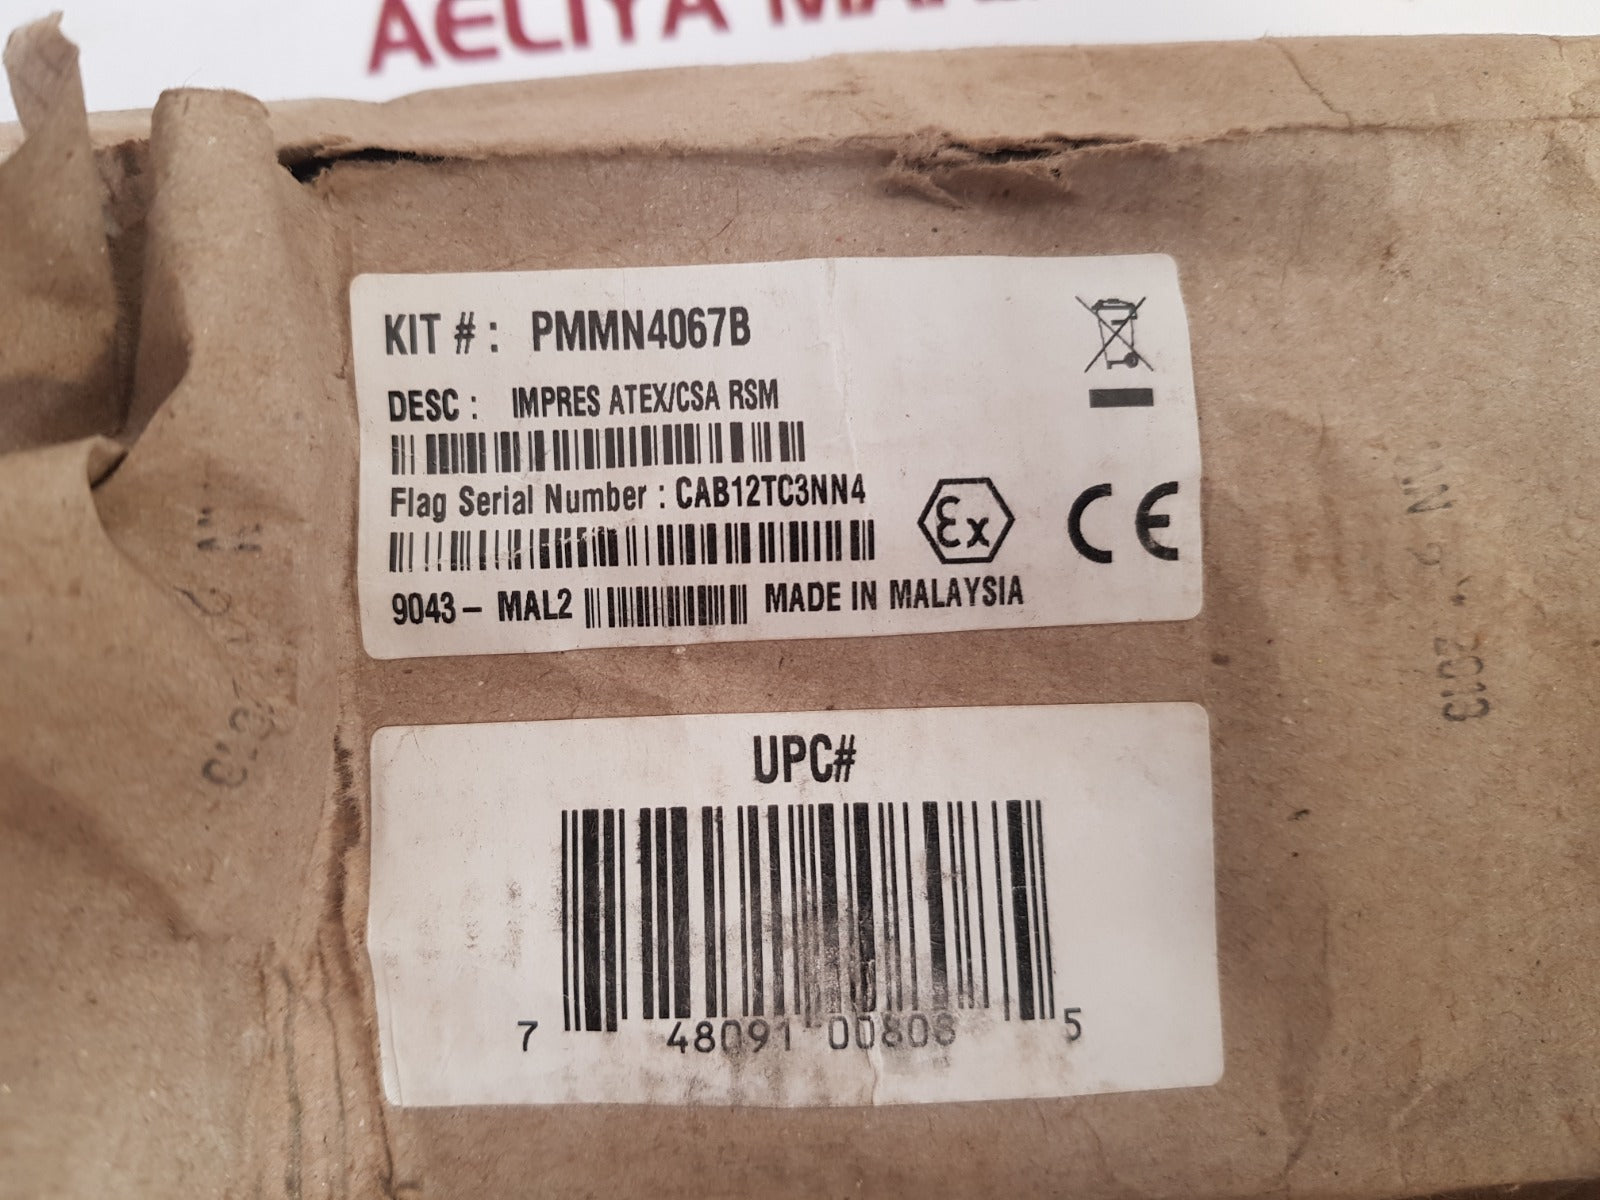 AELIYA
KIT #: PMMN4067B
DESC : IMPRES ATEX/CSA RSM
Flag Serial Number : CAB12TC3NN4
Ex CE
9043- MAL2 MADE IN MALAYSIA
2013
UPC#
7 48091 00808 5